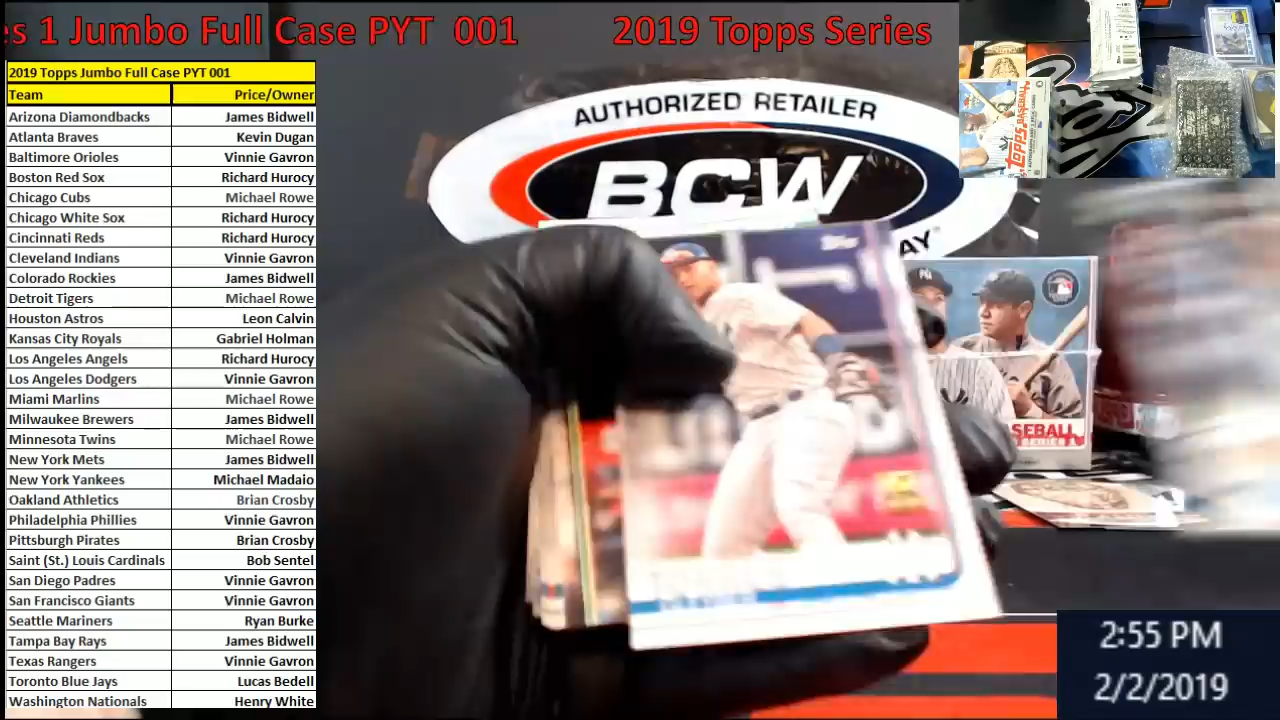 es 1 Jumbo Full Case PYT 001 2019 Topps Series
2019 Topps Jumbo Full Case PYT 001
Team Price/Owner
Arizona Diamondbacks James Bidwell
Atlanta Braves Kevin Dugan
Baltimore Orioles Vinnie Gavron
Boston Red Sox Richard Hurocy
Chicago Cubs Michael Rowe
Chicago White Sox Richard Hurocy
Cincinnati Reds Richard Hurocy
Cleveland Indians Vinnie Gavron
Colorado Rockies James Bidwell
Detroit Tigers Michael Rowe
Houston Astros Leon Calvin
Kansas City Royals Gabriel Holman
Los Angeles Angels Richard Hurocy
Los Angeles Dodgers Vinnie Gavron
Miami Marlins Michael Rowe
Milwaukee Brewers James Bidwell
Minnesota Twins Michael Rowe
New York Mets James Bidwell
New York Yankees Michael Madaio
Oakland Athletics Brian Crosby
Philadelphia Phillies Vinnie Gavron
Pittsburgh Pirates Brian Crosby
Saint (St.) Louis Cardinals Bob Sentel
San Diego Padres Vinnie Gavron
San Francisco Giants Vinnie Gavron
Seattle Mariners Ryan Burke
Tampa Bay Rays James Bidwell
Texas Rangers Vinnie Gavron
Toronto Blue Jays Lucas Bedell
Washington Nationals Henry White
AUTHORIZED RETAILER
BCW
AY
Topps
SEBALL
SERIES 1
topps BASEBALL
2:55 PM
2/2/2019